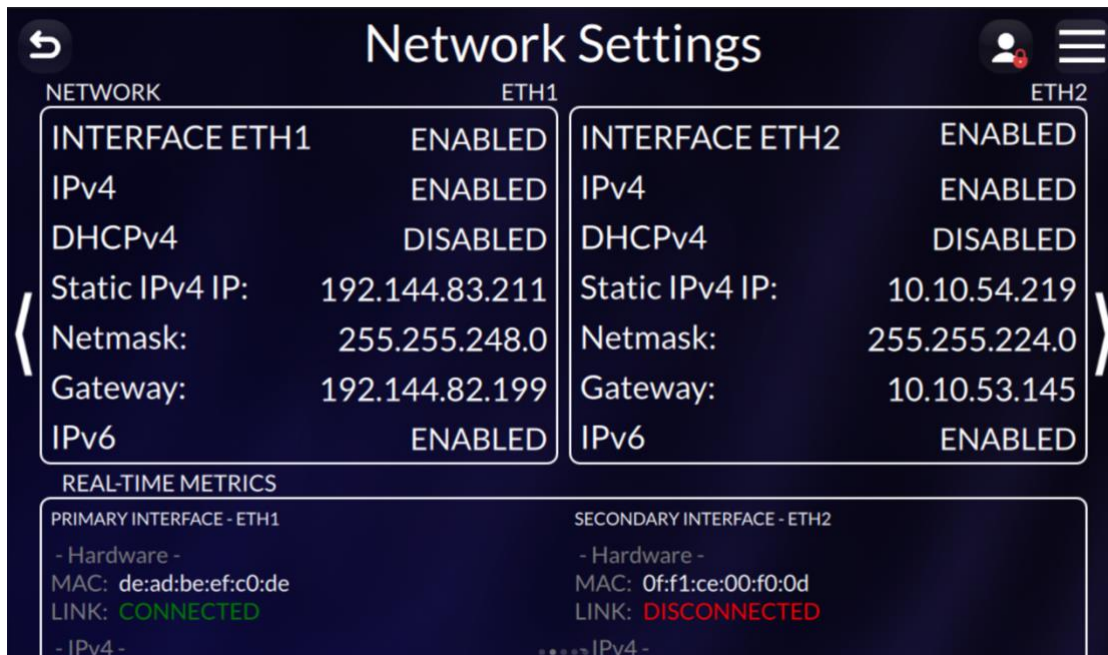 Network Settings
NETWORK ETH1
INTERFACE ETH1 ENABLED
IPv4 ENABLED
DHCPv4 DISABLED
Static IPv4 IP: 192.144.83.211
Netmask: 255.255.248.0
Gateway: 192.144.82.199
IPv6 ENABLED
ETH2
INTERFACE ETH2 ENABLED
IPv4 ENABLED
DHCPv4 DISABLED
Static IPv4 IP: 10.10.54.219
Netmask: 255.255.224.0
Gateway: 10.10.53.145
IPv6 ENABLED
REAL-TIME METRICS
PRIMARY INTERFACE - ETH1
- Hardware -
MAC: de:ad:be:ef:c0:de
LINK: CONNECTED
- IPv4 -
SECONDARY INTERFACE - ETH2
- Hardware -
MAC: 0f:f1:ce:00:f0:0d
LINK: DISCONNECTED
- IPv4 -